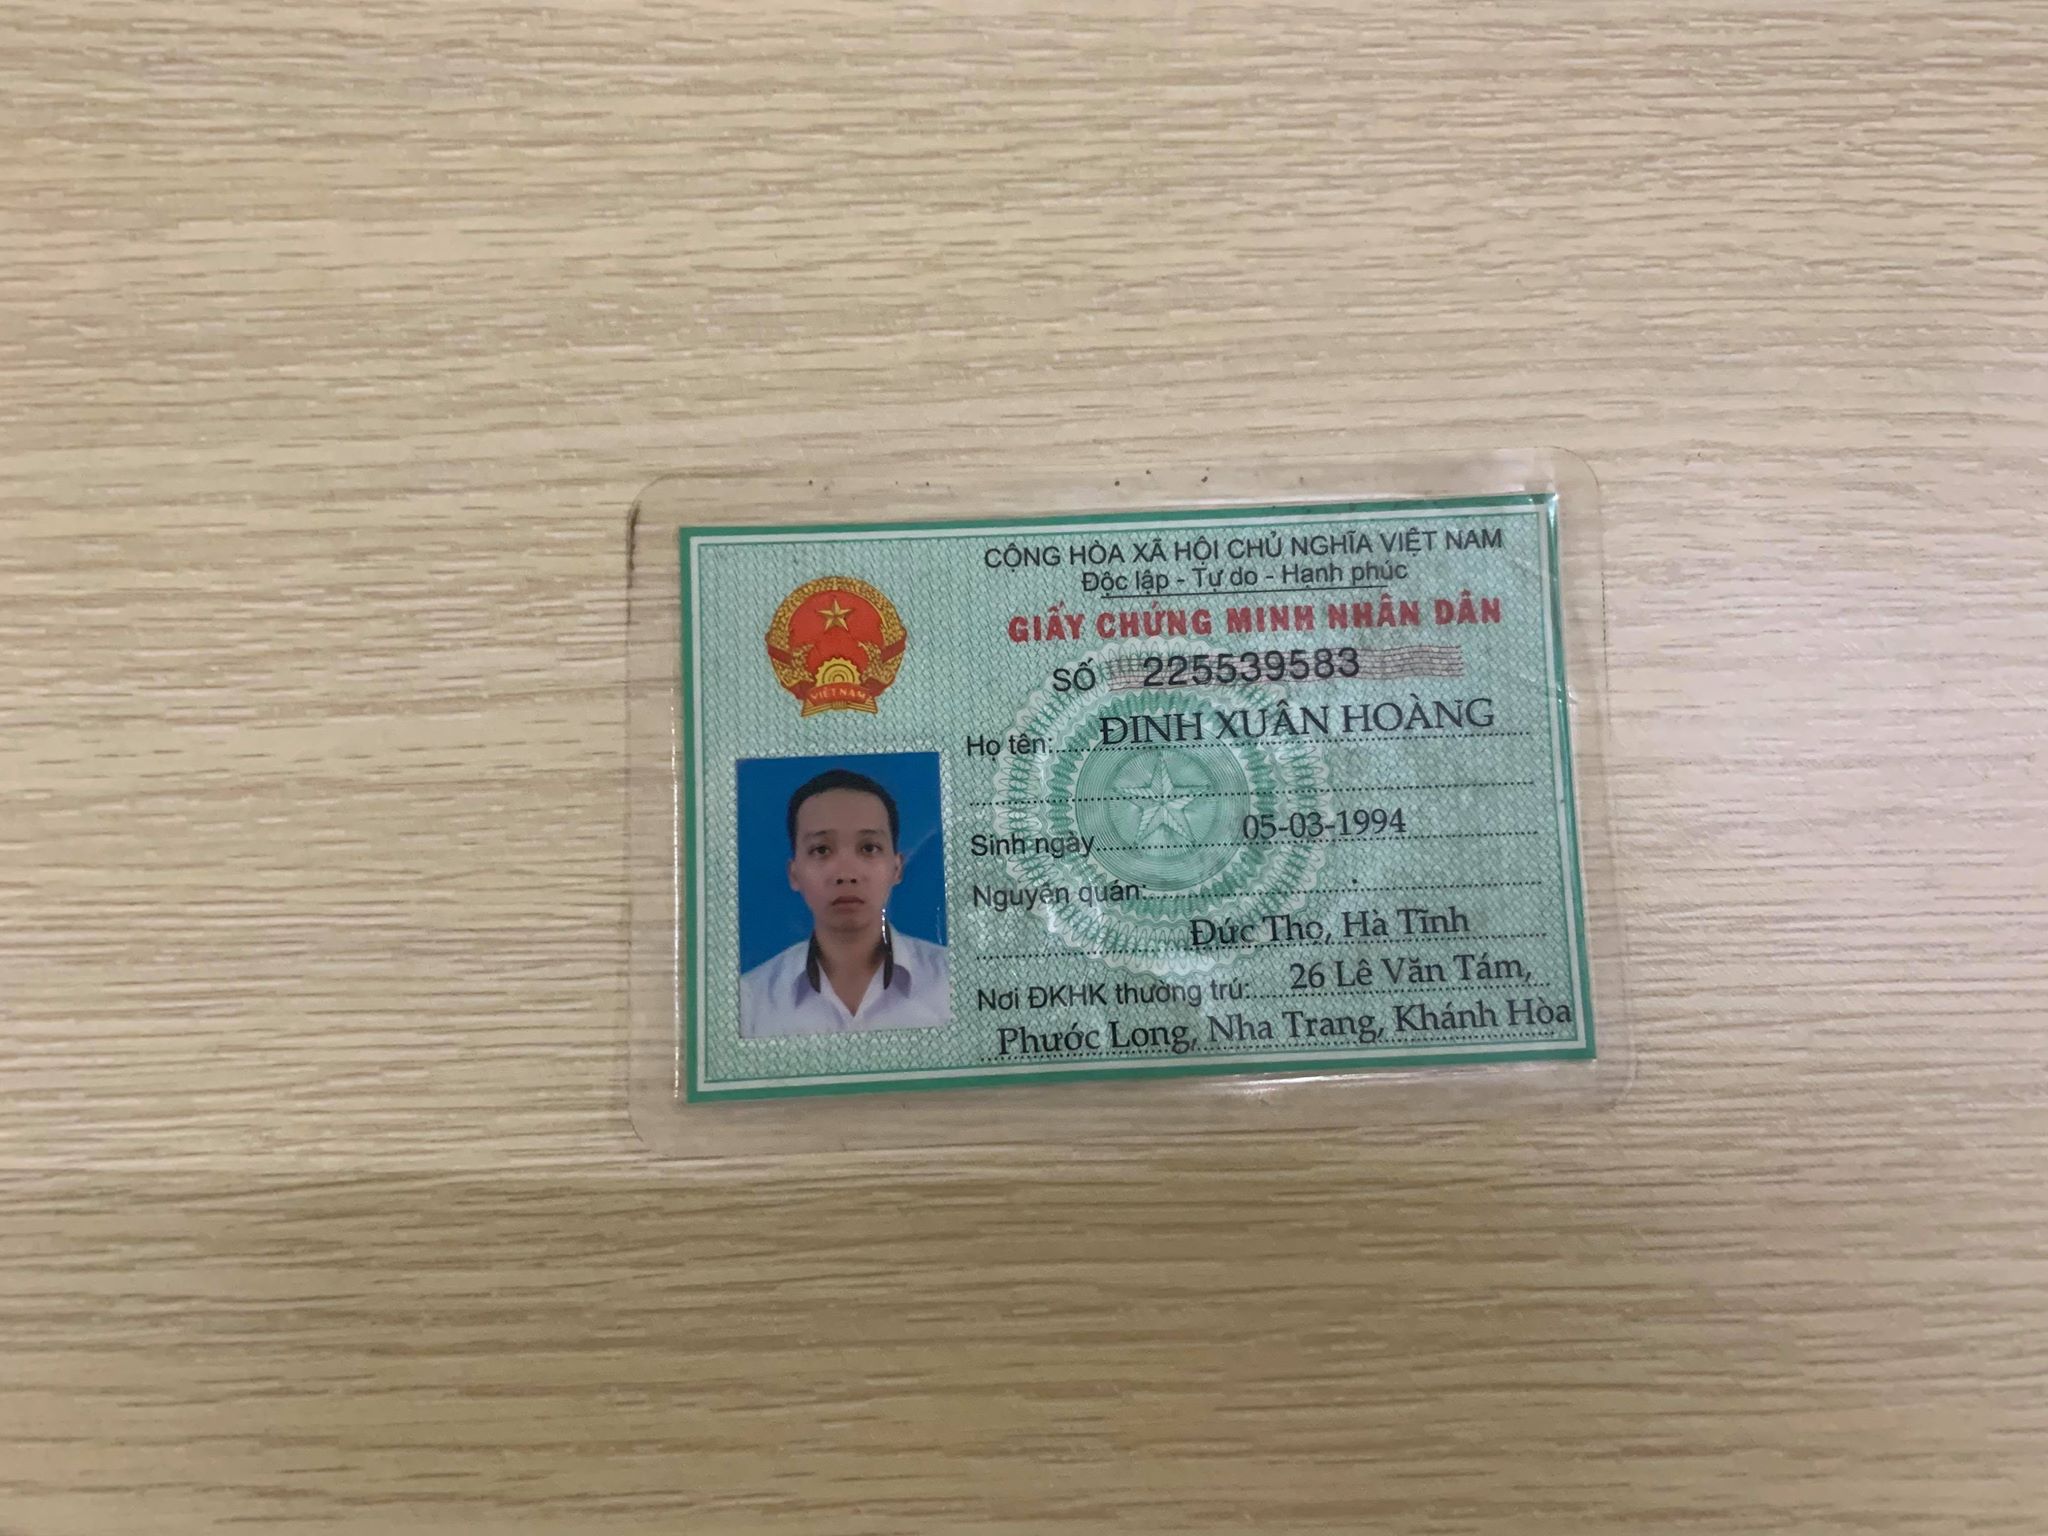 CỘNG HÒA XÃ HỘI CHỦ NGHĨA VIỆT NAM
Độc lập - Tự do - Hạnh phúc
GIẤY CHỨNG MINH NHÂN DÂN
SỐ 225539583
VIỆT NAM
Họ tên: ĐINH XUÂN HOÀNG
Sinh ngày 05-03-1994
Nguyên quán:
Đức Thọ, Hà Tĩnh
Nơi ĐKHK thường trú: 26 Lê Văn Tám,
Phước Long, Nha Trang, Khánh Hòa